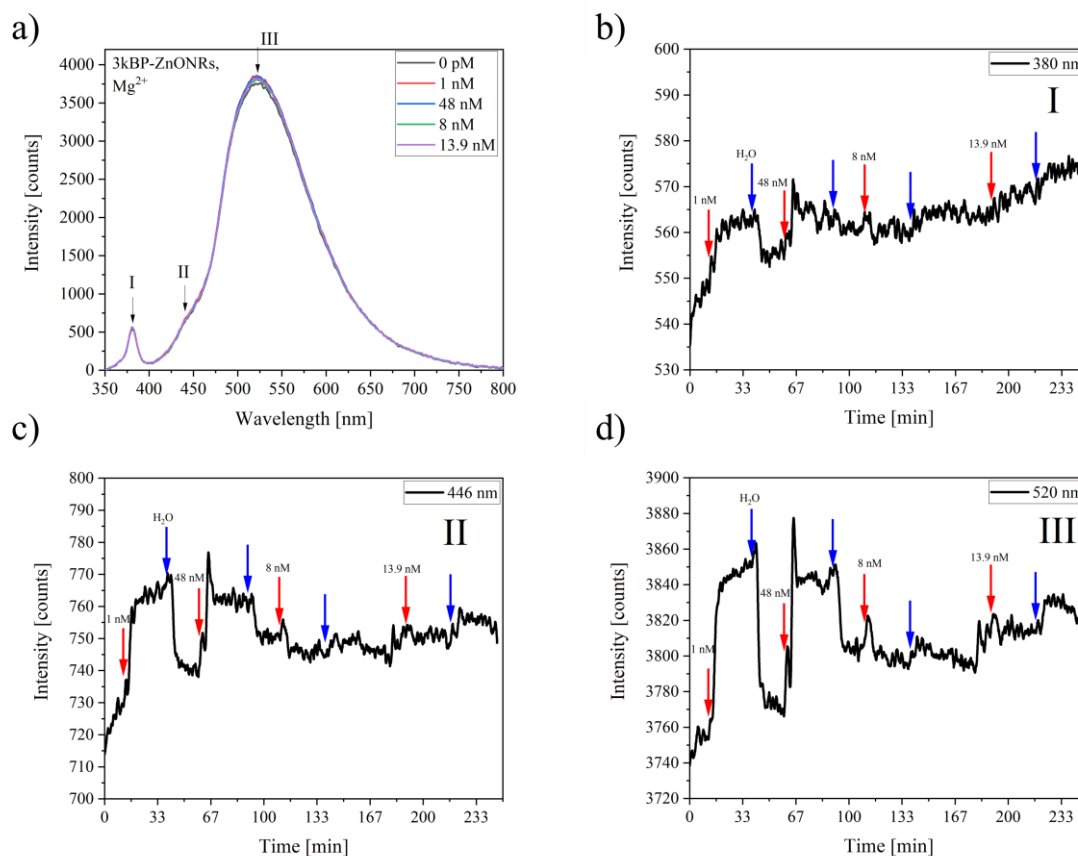 a)
3kBP-ZnONRs,
Mg²⁺
III
0 pM
1 nM
48 nM
8 nM
13.9 nM
I
II
4000
3500
3000
2500
2000
1500
1000
500
0
350 400 450 500 550 600 650 700 750 800
Wavelength [nm]
Intensity [counts]
b)
380 nm
I
1 nM
H₂O
48 nM
8 nM
13.9 nM
600
590
580
570
560
550
540
530
0 33 67 100 133 167 200 233
Time [min]
Intensity [counts]
c)
446 nm
II
1 nM
H₂O
48 nM
8 nM
13.9 nM
800
790
780
770
760
750
740
730
720
710
700
0 33 67 100 133 167 200 233
Time [min]
Intensity [counts]
d)
520 nm
III
1 nM
H₂O
48 nM
8 nM
13.9 nM
3900
3880
3860
3840
3820
3800
3780
3760
3740
3720
0 33 67 100 133 167 200 233
Time [min]
Intensity [counts]